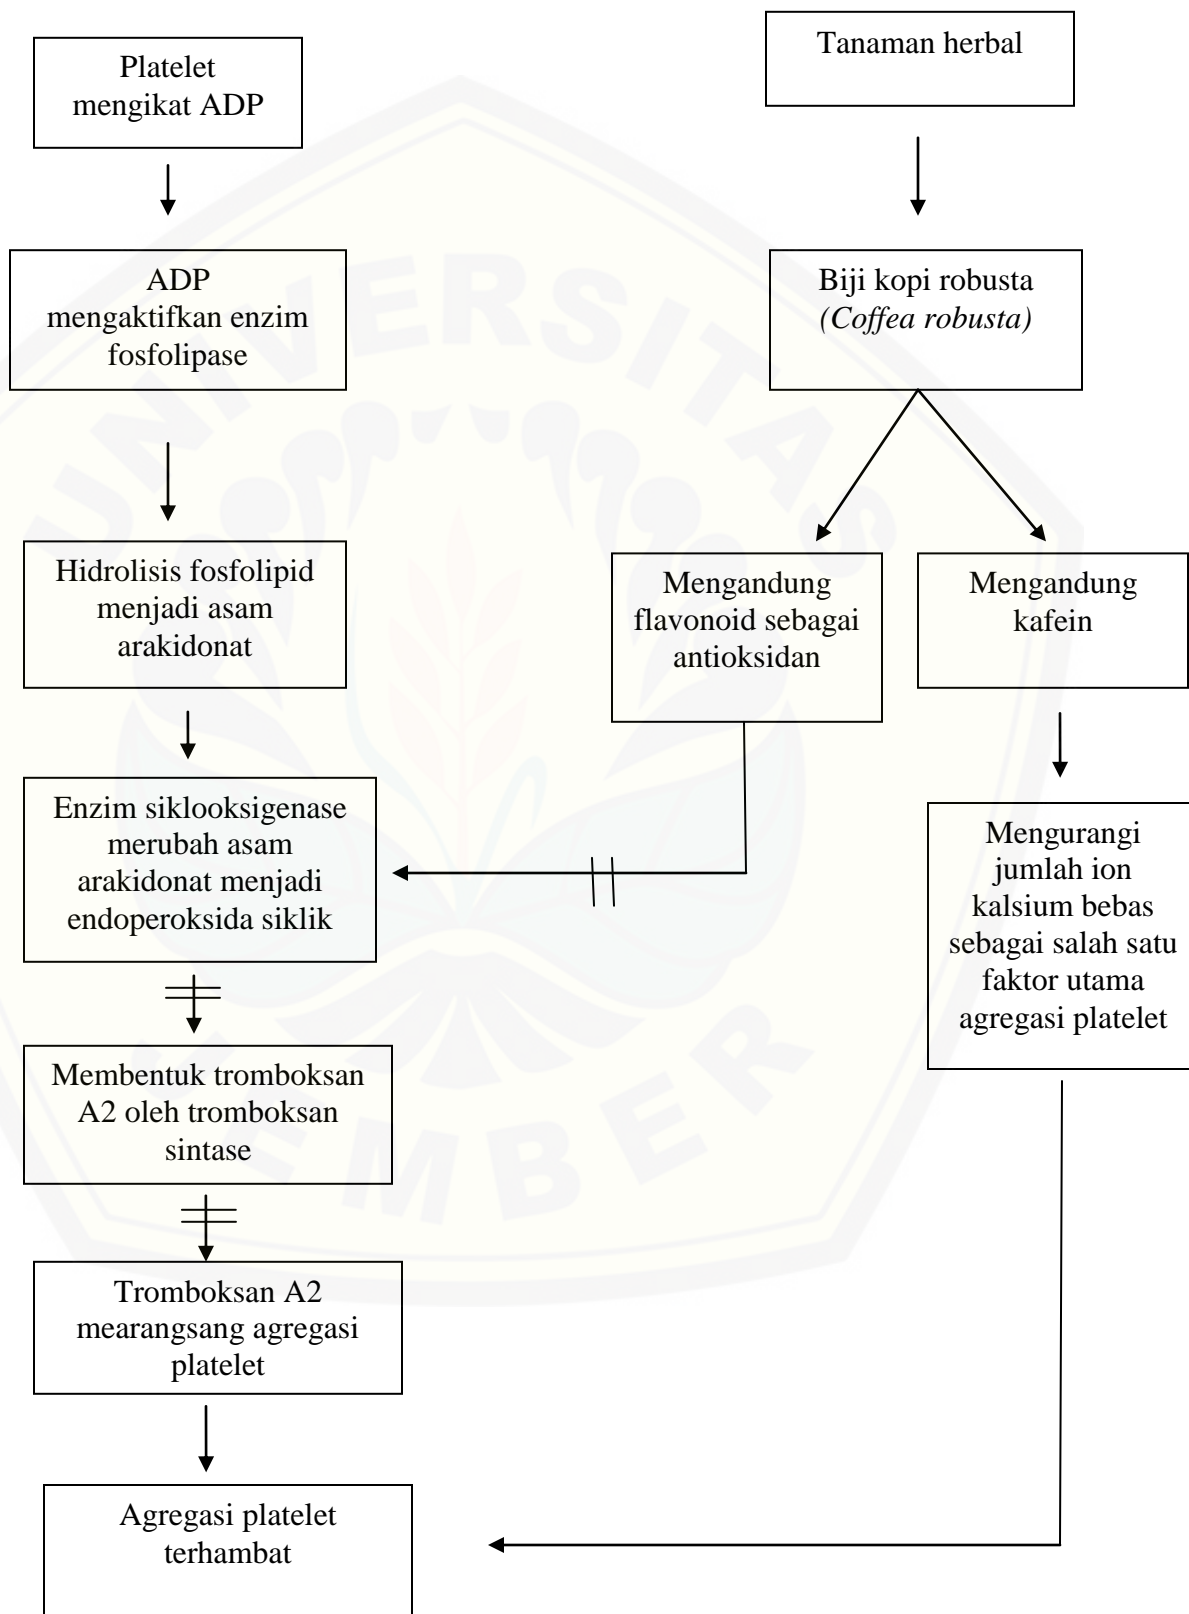 Platelet
mengikat ADP
ADP
mengaktifkan enzim
fosfolipase
Hidrolisis fosfolipid
menjadi asam
arakidonat
Enzim siklooksigenase
merubah asam
arakidonat menjadi
endoperoksida siklik
Membentuk tromboksan
A2 oleh tromboksan
sintase
Tromboksan A2
mearangsang agregasi
platelet
Agregasi platelet
terhambat
Tanaman herbal
Biji kopi robusta
(Coffea robusta)
Mengandung
flavonoid sebagai
antioksidan
Mengandung
kafein
Mengurangi
jumlah ion
kalsium bebas
sebagai salah satu
faktor utama
agregasi platelet
UNIVERSITAS
JEMBER